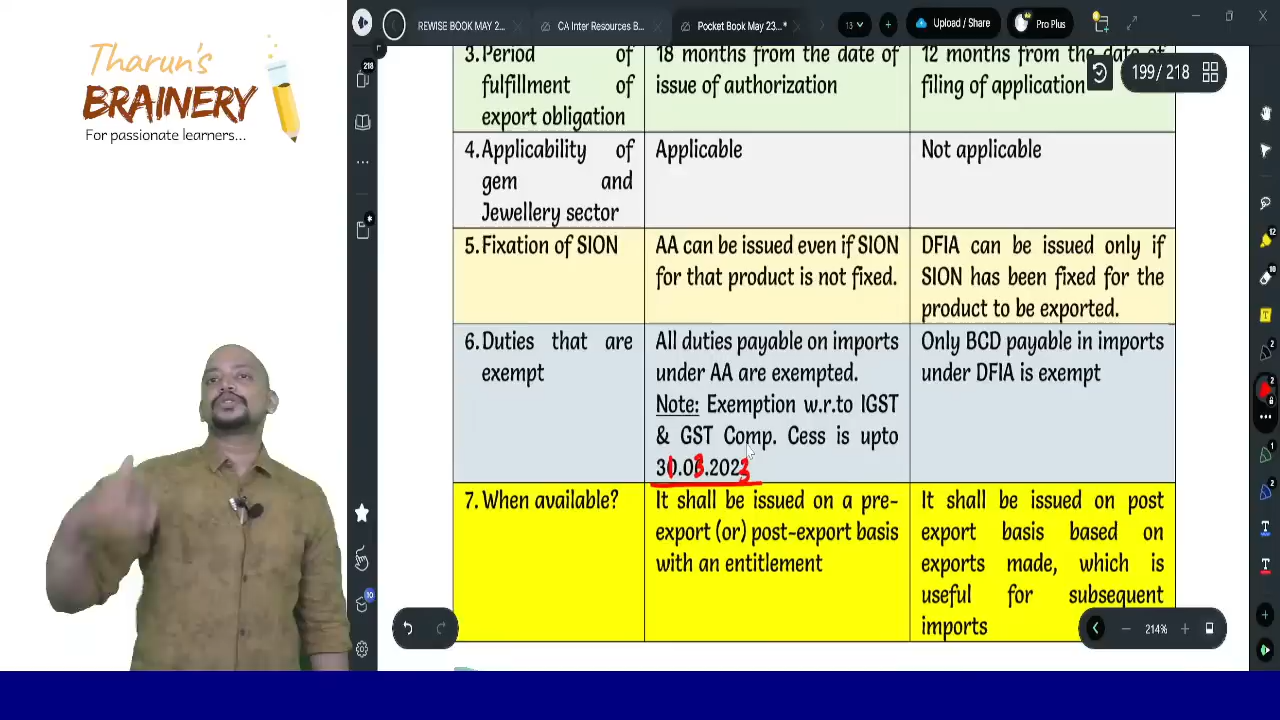 Tharun's
BRAINERY
For passionate learners...
REWISE BOOK MAY 2...
CA Inter Resources B...
Pocket Book May 23...*
13
Upload / Share
Pro Plus
218
199 / 218
3. Period of fulfillment of export obligation
18 months from the date of issue of authorization
12 months from the date of filing of application
4. Applicability of gem and Jewellery sector
Applicable
Not applicable
5. Fixation of SION
AA can be issued even if SION for that product is not fixed.
DFIA can be issued only if SION has been fixed for the product to be exported.
6. Duties that are exempt
All duties payable on imports under AA are exempted.
Note: Exemption w.r.to IGST & GST Comp. Cess is upto
31.03.2023
Only BCD payable in imports under DFIA is exempt
7. When available?
It shall be issued on a pre-export (or) post-export basis with an entitlement
It shall be issued on post export basis based on exports made, which is useful for subsequent imports
214%